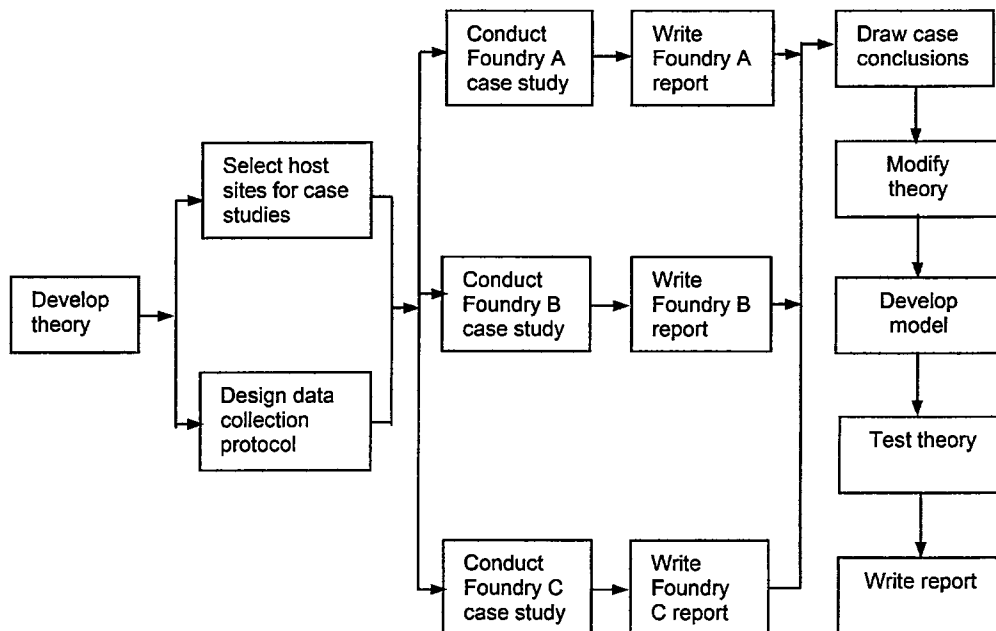 Develop
theory
Select host
sites for case
studies
Design data
collection
protocol
Conduct
Foundry A
case study
Write
Foundry A
report
Conduct
Foundry B
case study
Write
Foundry B
report
Conduct
Foundry C
case study
Write
Foundry
C report
Draw case
conclusions
Modify
theory
Develop
model
Test theory
Write report